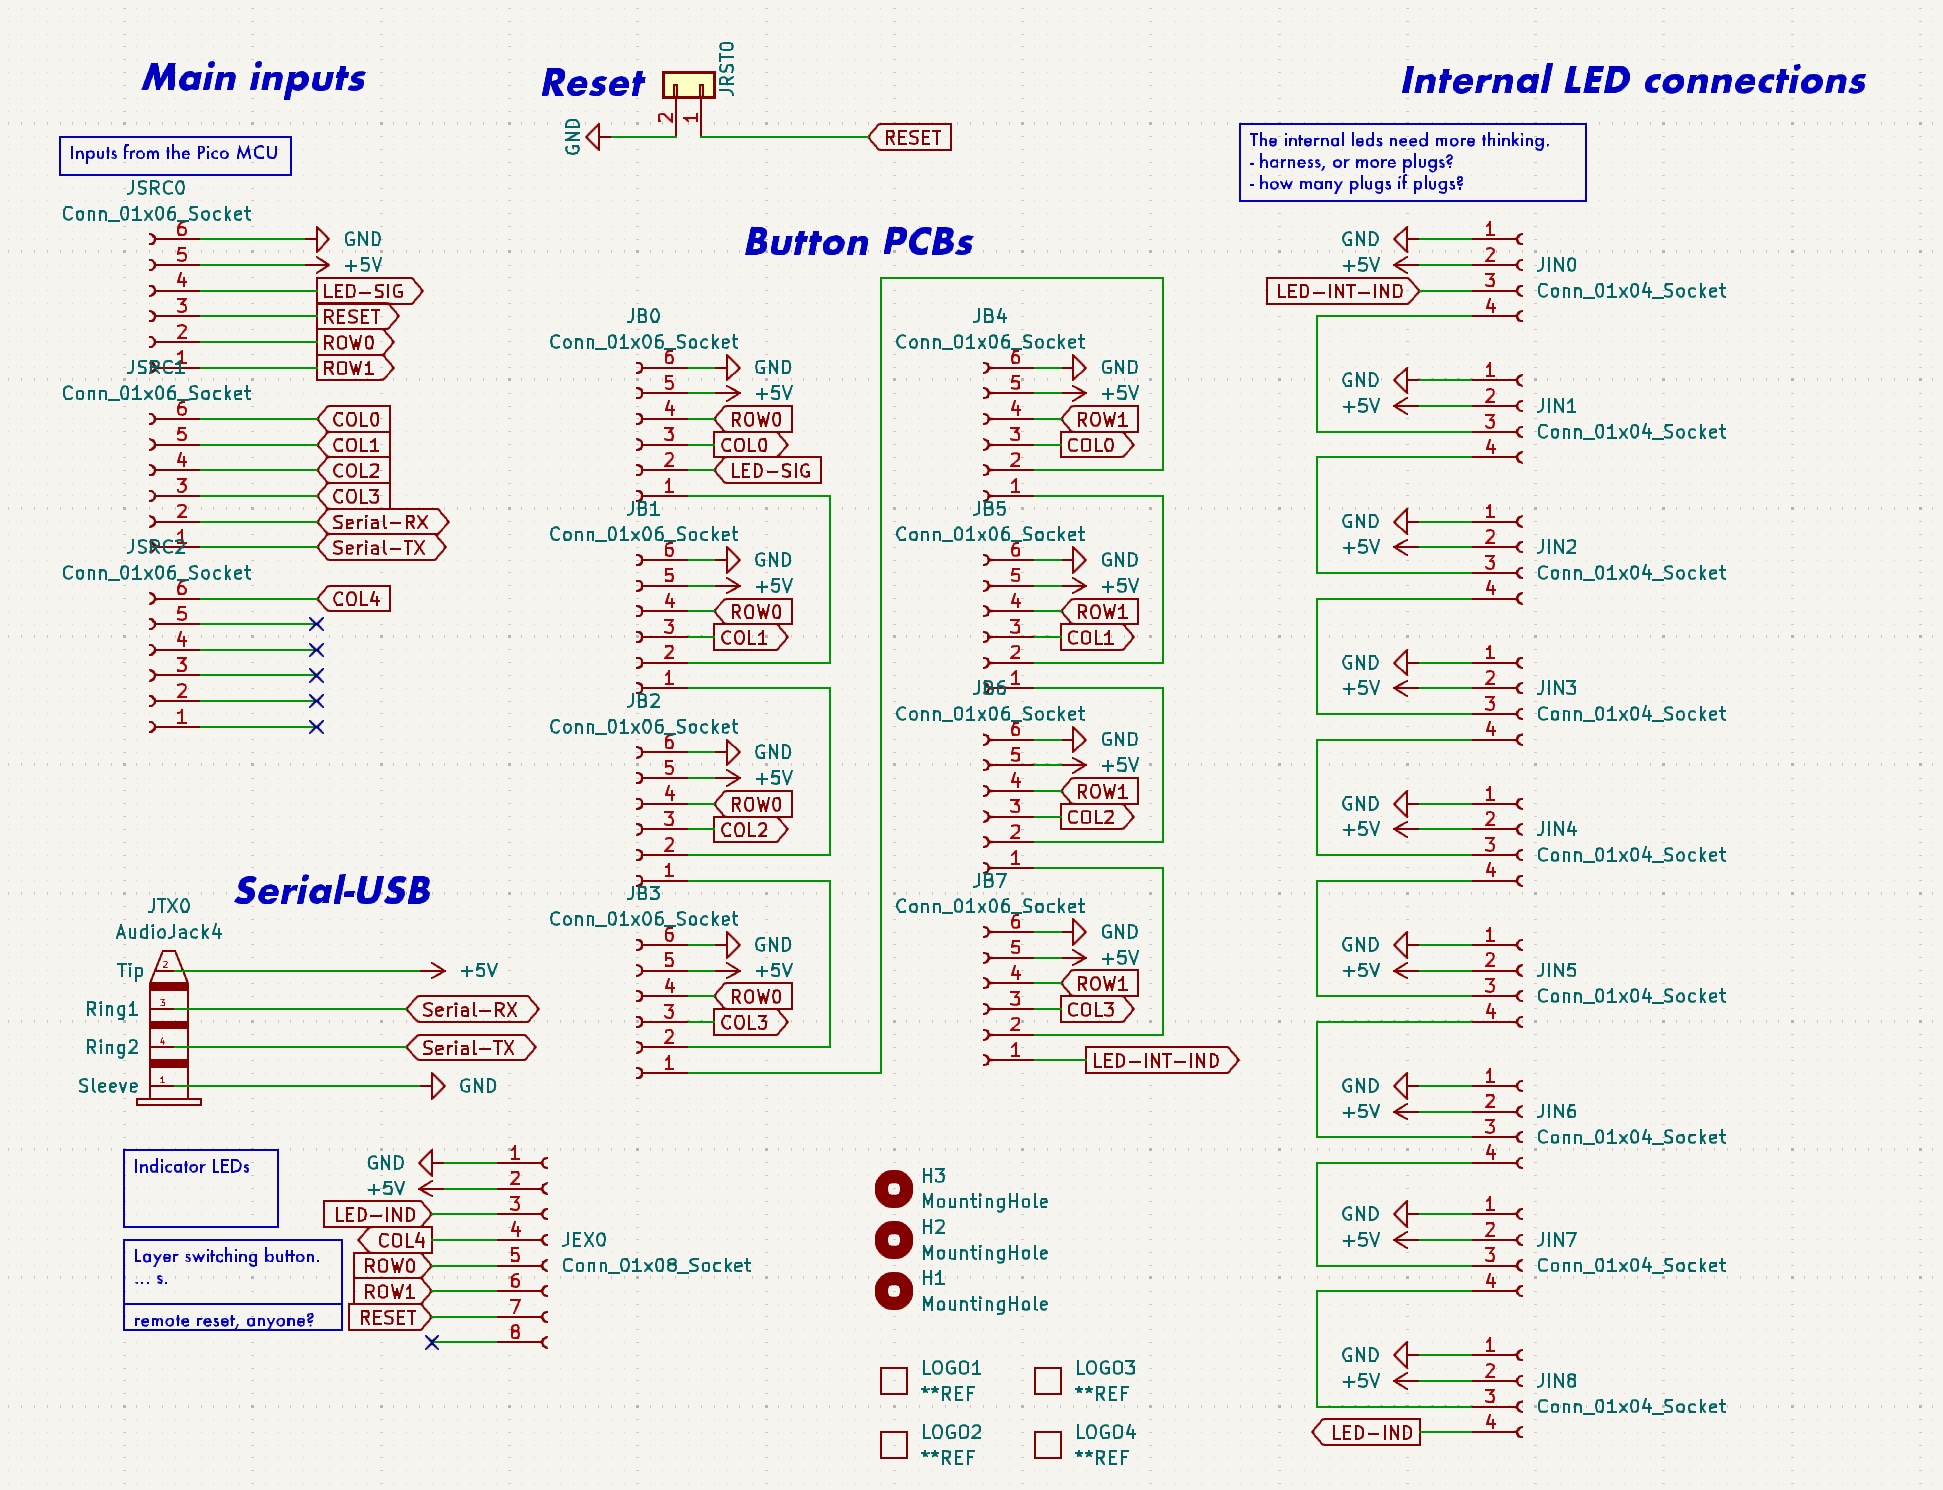 Main inputs
Inputs from the Pico MCU
JSRC0
Conn_01x06_Socket
6 GND
5 +5V
4 LED-SIG
3 RESET
2 ROW0
1 ROW1
JSRC1
Conn_01x06_Socket
6 COL0
5 COL1
4 COL2
3 COL3
2 Serial-RX
1 Serial-TX
JSRC2
Conn_01x06_Socket
6 COL4
5
4
3
2
1
Serial-USB
JTX0
AudioJack4
Tip 2 +5V
Ring1 3 Serial-RX
Ring2 4 Serial-TX
Sleeve 1 GND
Indicator LEDs
Layer switching button.
... s.
remote reset, anyone?
GND 1
+5V 2
LED-IND 3
COL4 4
ROW0 5
ROW1 6
RESET 7
8
JEX0
Conn_01x08_Socket
Reset
JRST0
GND 2 1 RESET
Button PCBs
JB0
Conn_01x06_Socket
6 GND
5 +5V
4 ROW0
3 COL0
2 LED-SIG
1
JB1
Conn_01x06_Socket
6 GND
5 +5V
4 ROW0
3 COL1
2
1
JB2
Conn_01x06_Socket
6 GND
5 +5V
4 ROW0
3 COL2
2
1
JB3
Conn_01x06_Socket
6 GND
5 +5V
4 ROW0
3 COL3
2
1
JB4
Conn_01x06_Socket
6 GND
5 +5V
4 ROW1
3 COL0
2
1
JB5
Conn_01x06_Socket
6 GND
5 +5V
4 ROW1
3 COL1
2
1
JB6
Conn_01x06_Socket
6 GND
5 +5V
4 ROW1
3 COL2
2
1
JB7
Conn_01x06_Socket
6 GND
5 +5V
4 ROW1
3 COL3
2
1 LED-INT-IND
H3
MountingHole
H2
MountingHole
H1
MountingHole
LOGO1
**REF
LOGO3
**REF
LOGO2
**REF
LOGO4
**REF
Internal LED connections
The internal leds need more thinking.
- harness, or more plugs?
- how many plugs if plugs?
GND 1
+5V 2 JIN0
LED-INT-IND 3 Conn_01x04_Socket
4
GND 1
+5V 2 JIN1
3 Conn_01x04_Socket
4
GND 1
+5V 2 JIN2
3 Conn_01x04_Socket
4
GND 1
+5V 2 JIN3
3 Conn_01x04_Socket
4
GND 1
+5V 2 JIN4
3 Conn_01x04_Socket
4
GND 1
+5V 2 JIN5
3 Conn_01x04_Socket
4
GND 1
+5V 2 JIN6
3 Conn_01x04_Socket
4
GND 1
+5V 2 JIN7
3 Conn_01x04_Socket
4
GND 1
+5V 2 JIN8
3 Conn_01x04_Socket
LED-IND 4